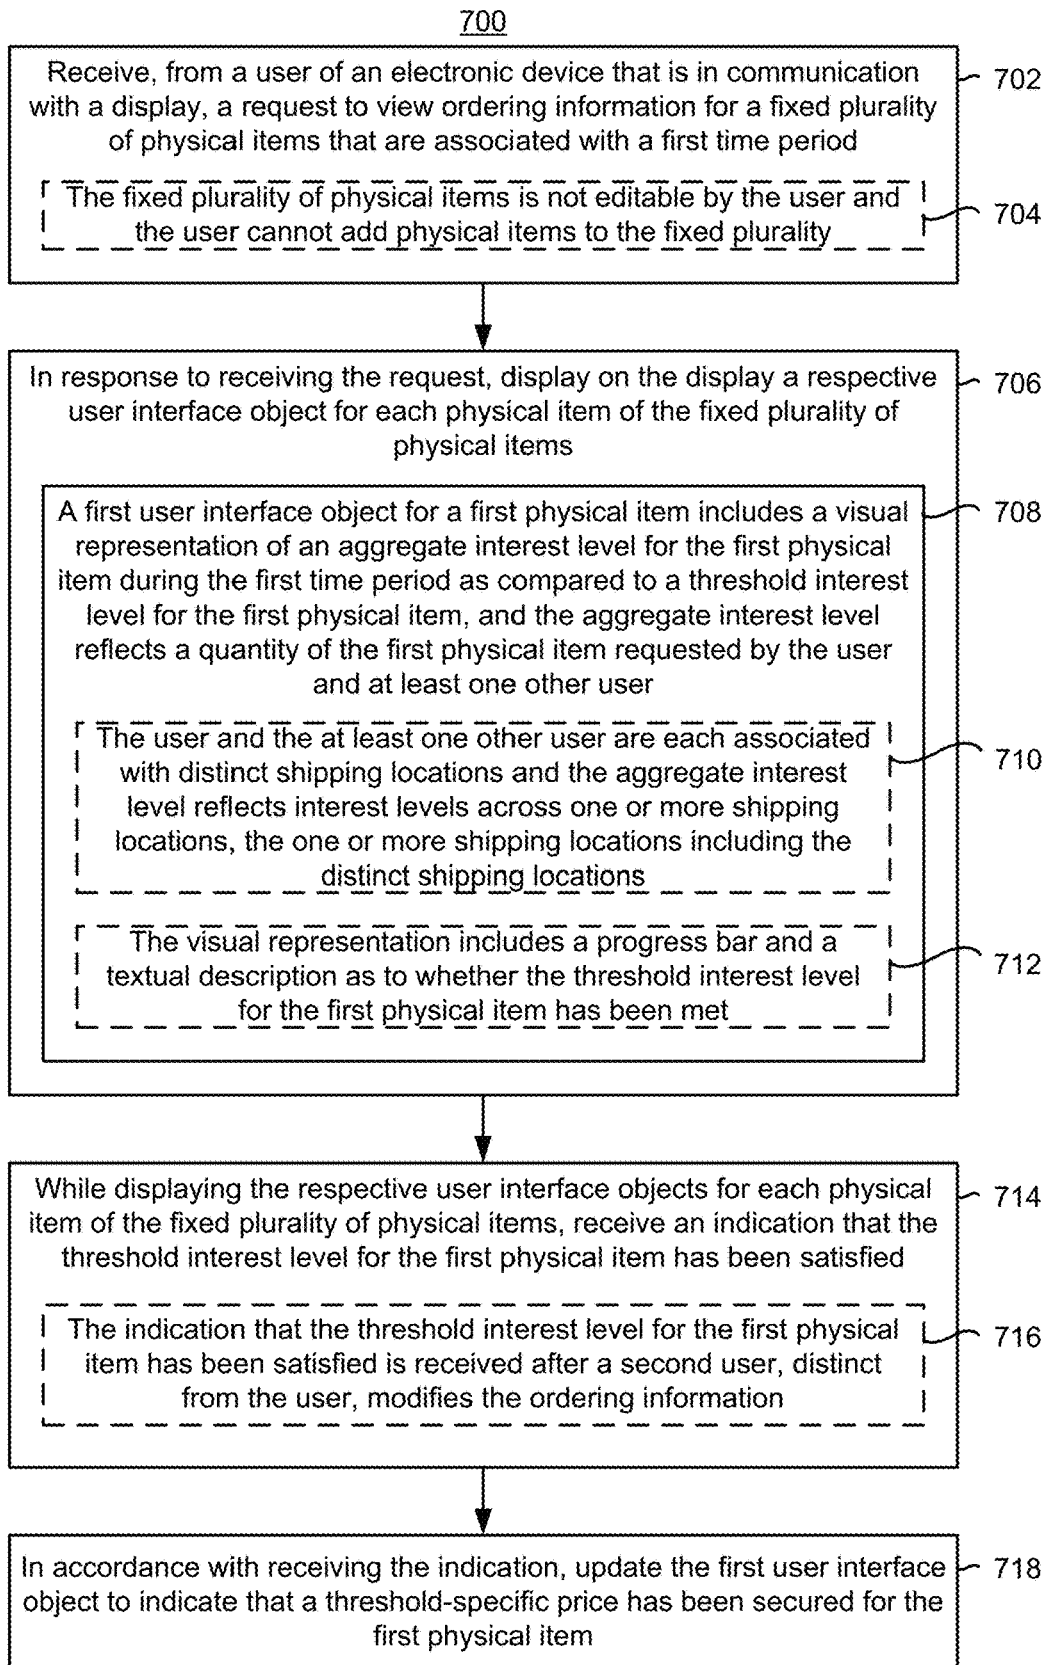 700
Receive, from a user of an electronic device that is in communication
with a display, a request to view ordering information for a fixed plurality
of physical items that are associated with a first time period
702
The fixed plurality of physical items is not editable by the user and
the user cannot add physical items to the fixed plurality
704
In response to receiving the request, display on the display a respective
user interface object for each physical item of the fixed plurality of
physical items
706
A first user interface object for a first physical item includes a visual
representation of an aggregate interest level for the first physical
item during the first time period as compared to a threshold interest
level for the first physical item, and the aggregate interest level
reflects a quantity of the first physical item requested by the user
and at least one other user
708
The user and the at least one other user are each associated
with distinct shipping locations and the aggregate interest
level reflects interest levels across one or more shipping
locations, the one or more shipping locations including the
distinct shipping locations
710
The visual representation includes a progress bar and a
textual description as to whether the threshold interest level
for the first physical item has been met
712
While displaying the respective user interface objects for each physical
item of the fixed plurality of physical items, receive an indication that the
threshold interest level for the first physical item has been satisfied
714
The indication that the threshold interest level for the first physical
item has been satisfied is received after a second user, distinct
from the user, modifies the ordering information
716
In accordance with receiving the indication, update the first user interface
object to indicate that a threshold-specific price has been secured for the
first physical item
718